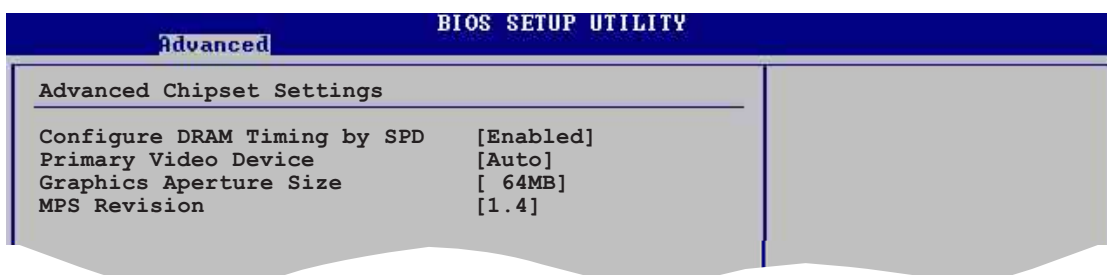 BIOS SETUP UTILITY
Advanced
Advanced Chipset Settings
Configure DRAM Timing by SPD [Enabled]
Primary Video Device [Auto]
Graphics Aperture Size [ 64MB]
MPS Revision [1.4]